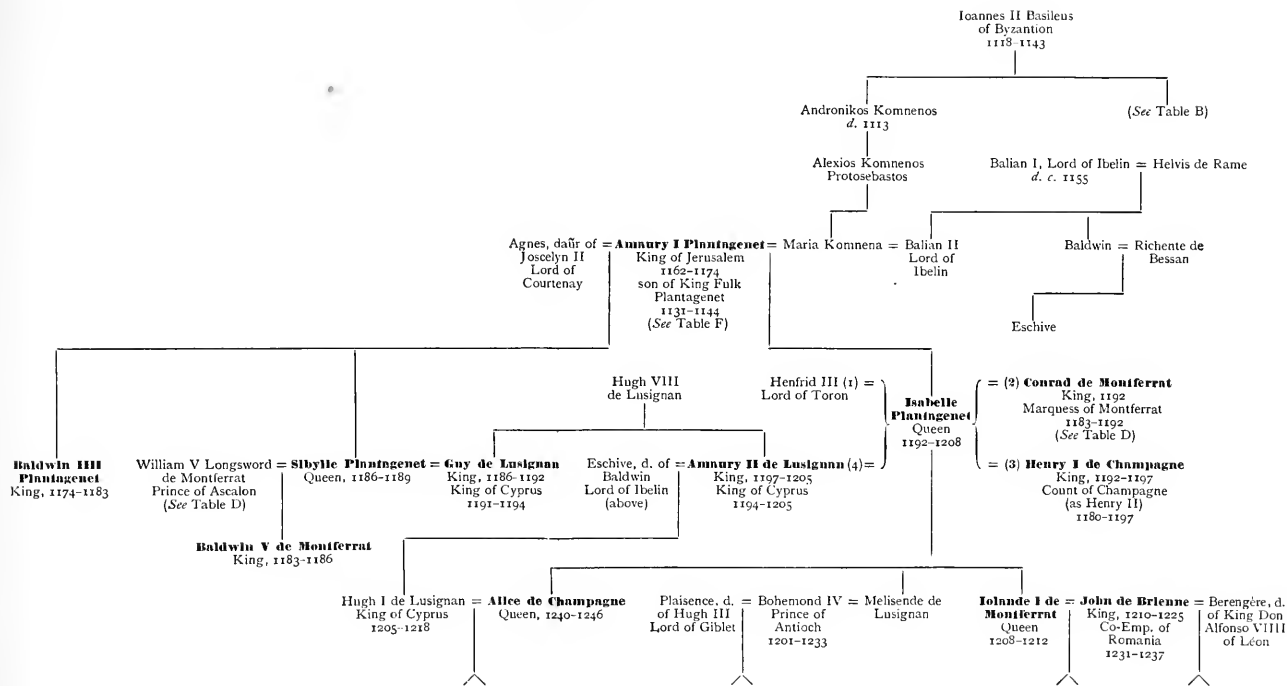 Ioannes II Basileus
of Byzantion
1118-1143
Andronikos Komnenos
d. 1113
(See Table B)
Alexios Komnenos
Protosebastos
Balian I, Lord of Ibelin = Helvis de Rame
d. c. 1155
Agnes, daũr of
Joscelyn II
Lord of
Courtenay
= Amaury I Plantagenet =
King of Jerusalem
1162-1174
son of King Fulk
Plantagenet
1131-1144
(See Table F)
Maria Komnena = Balian II
Lord of
Ibelin
Baldwin = Richente de
Bessan
Eschive
Hugh VIII
de Lusignan
Henfrid III (1) =
Lord of Toron
Isabelle
Plantagenet
Queen
1192-1208
= (2) Conrad de Montferrat
King, 1192
Marquess of Montferrat
1183-1192
(See Table D)
= (3) Henry I de Champagne
King, 1192-1197
Count of Champagne
(as Henry II)
1180-1197
Baldwin IIII
Plantagenet
King, 1174-1183
William V Longsword
de Montferrat
Prince of Ascalon
(See Table D)
= Sibylle Plantagenet =
Queen, 1186-1189
Guy de Lusignan
King, 1186-1192
King of Cyprus
1191-1194
Eschive, d. of =
Baldwin
Lord of Ibelin
(above)
Amaury II de Lusignan (4) =
King, 1197-1205
King of Cyprus
1194-1205
Baldwin V de Montferrat
King, 1183-1186
Hugh I de Lusignan =
King of Cyprus
1205-1218
Alice de Champagne
Queen, 1240-1246
Plaisence, d. =
of Hugh III
Lord of Giblet
Bohemond IV =
Prince of
Antioch
1201-1233
Melisende de
Lusignan
Iolande I de =
Montferrat
Queen
1208-1212
John de Brienne =
King, 1210-1225
Co-Emp. of
Romania
1231-1237
Berengère, d.
of King Don
Alfonso VIIII
of Léon